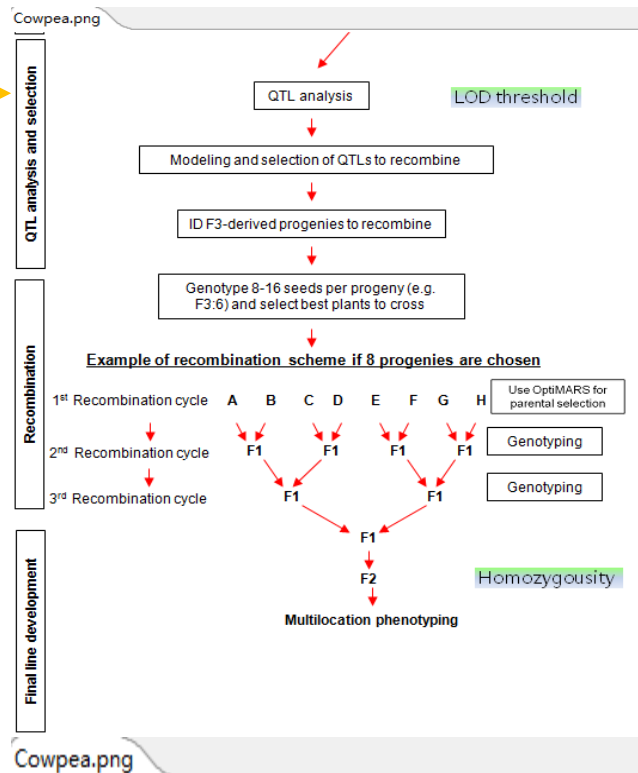 Cowpea.png
QTL analysis and selection
QTL analysis
LOD threshold
Modeling and selection of QTLs to recombine
ID F3-derived progenies to recombine
Recombination
Genotype 8-16 seeds per progeny (e.g.
F3:6) and select best plants to cross
Example of recombination scheme if 8 progenies are chosen
1st Recombination cycle A B C D E F G H
Use OptiMARS for
parental selection
2nd Recombination cycle F1 F1 F1 F1 Genotyping
3rd Recombination cycle F1 F1 Genotyping
Final line development
F1
F2
Homozygousity
Multilocation phenotyping
Cowpea.png